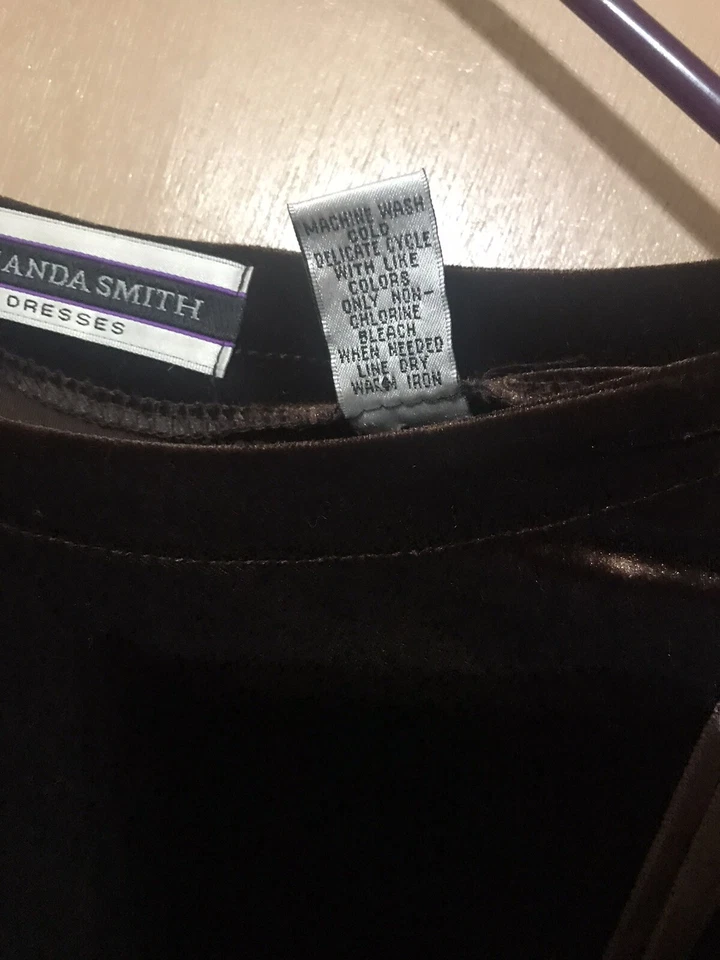 ANDA SMITH
DRESSES
MACHINE WASH
COLD
DELICATE CYCLE
WITH LIKE
COLORS
ONLY NON-
CHLORINE
BLEACH
WHEN NEEDED
LINE DRY
WARM IRON